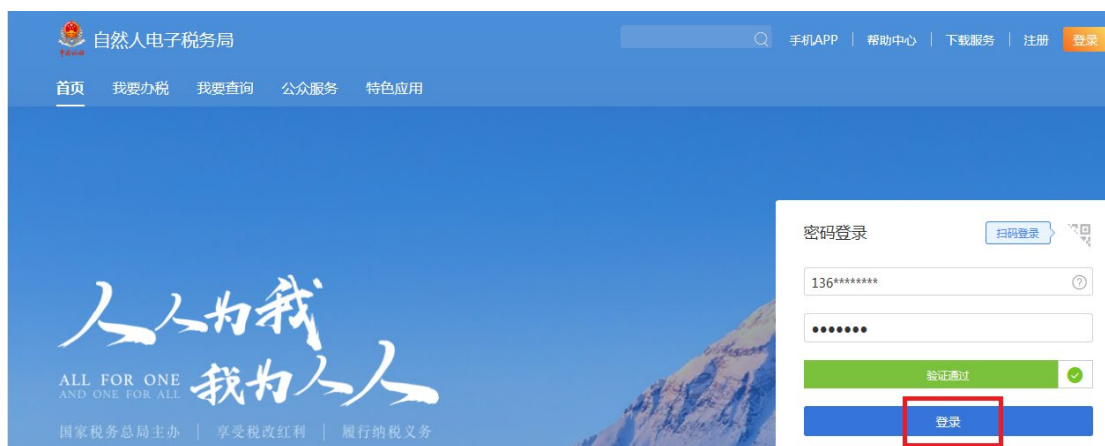 自然人电子税务局
手机APP | 帮助中心 | 下载服务 | 注册 登录
首页 我要办税 我要查询 公众服务 特色应用
密码登录 扫码登录
136********
•••••••
验证通过
登录
人人为我
我为人人
ALL FOR ONE
AND ONE FOR ALL
国家税务总局主办 | 享受税改红利 | 履行纳税义务